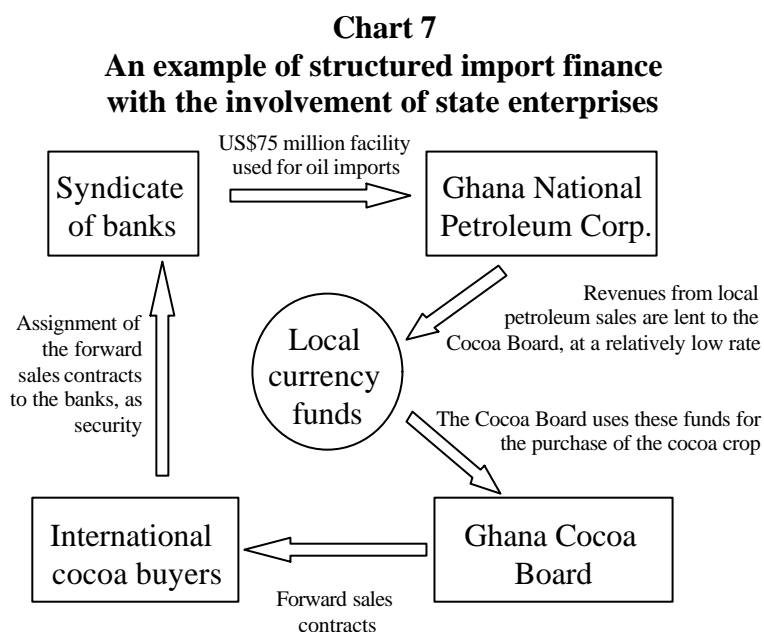 Chart 7
An example of structured import finance
with the involvement of state enterprises
US$75 million facility
used for oil imports
Syndicate
of banks
Ghana National
Petroleum Corp.
Revenues from local
petroleum sales are lent to the
Cocoa Board, at a relatively low rate
Assignment of
the forward
sales contracts
to the banks, as
security
Local
currency
funds
The Cocoa Board uses these funds for
the purchase of the cocoa crop
International
cocoa buyers
Ghana Cocoa
Board
Forward sales
contracts